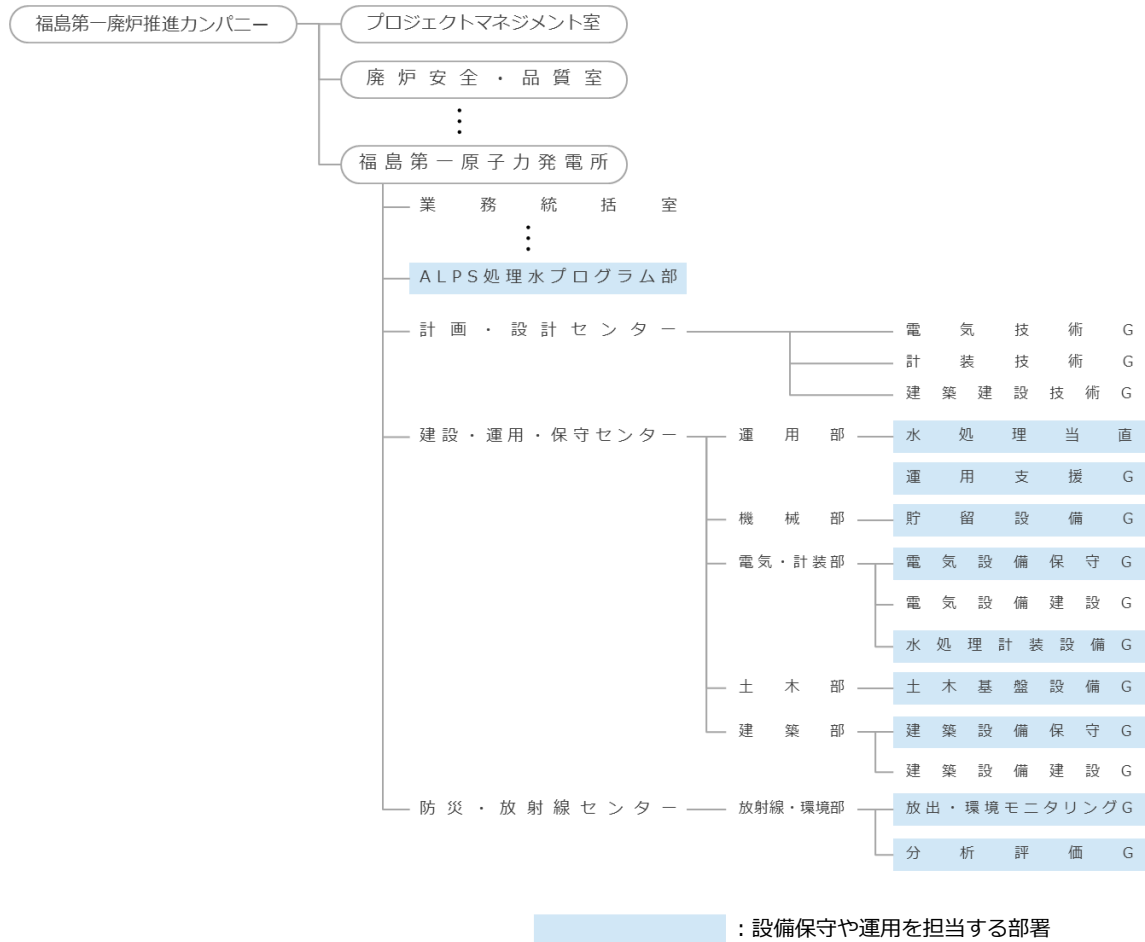 福島第一廃炉推進カンパニー
プロジェクトマネジメント室
廃炉安全・品質室
福島第一原子力発電所
業務統括室
ALPS処理水プログラム部
計画・設計センター
電気技術G
計装技術G
建築建設技術G
建設・運用・保守センター
運用部
水処理当直
運用支援G
機械部
貯留設備G
電気・計装部
電気設備保守G
電気設備建設G
水処理計装設備G
土木部
土木基盤設備G
建築部
建築設備保守G
建築設備建設G
防災・放射線センター
放射線・環境部
放出・環境モニタリングG
分析評価G
：設備保守や運用を担当する部署